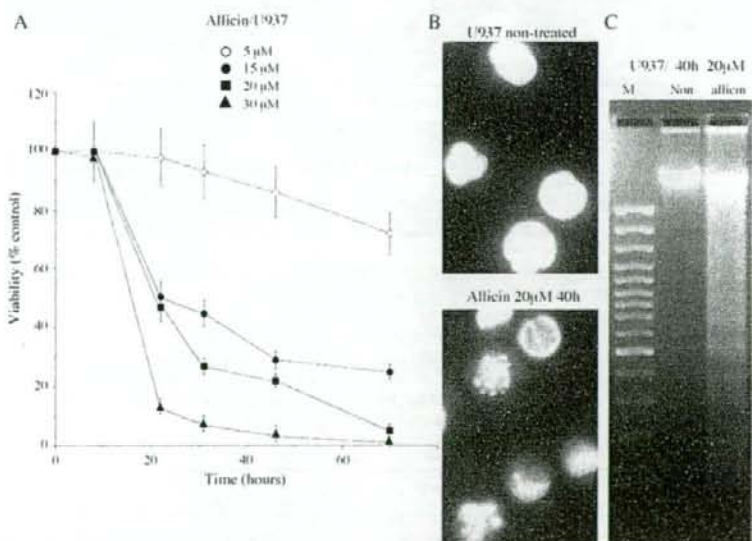 A
Allicin/U937
5 µM
15 µM
20 µM
30 µM
120
100
80
60
40
20
0
Viability (% control)
0
20
40
60
Time (hours)
B
U937 non-treated
Allicin 20µM 40h
C
U937/ 40h 20µM
M Non allicin